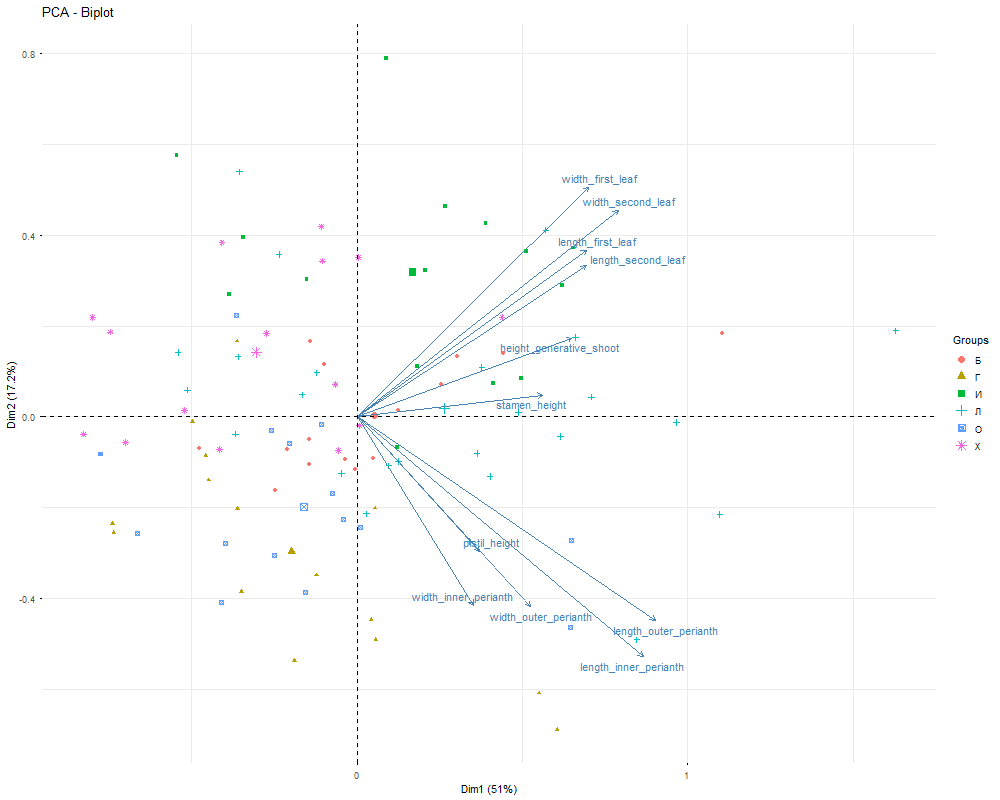 PCA - Biplot
0.8
width_first_leaf
width_second_leaf
0.4
length_first_leaf
length_second_leaf
height_generative_shoot
Groups
Б
Г
И
Л
О
Х
stamen_height
0.0
Dim2 (17.2%)
pistil_height
width_inner_perianth
-0.4
width_outer_perianth
length_outer_perianth
length_inner_perianth
0
1
Dim1 (51%)